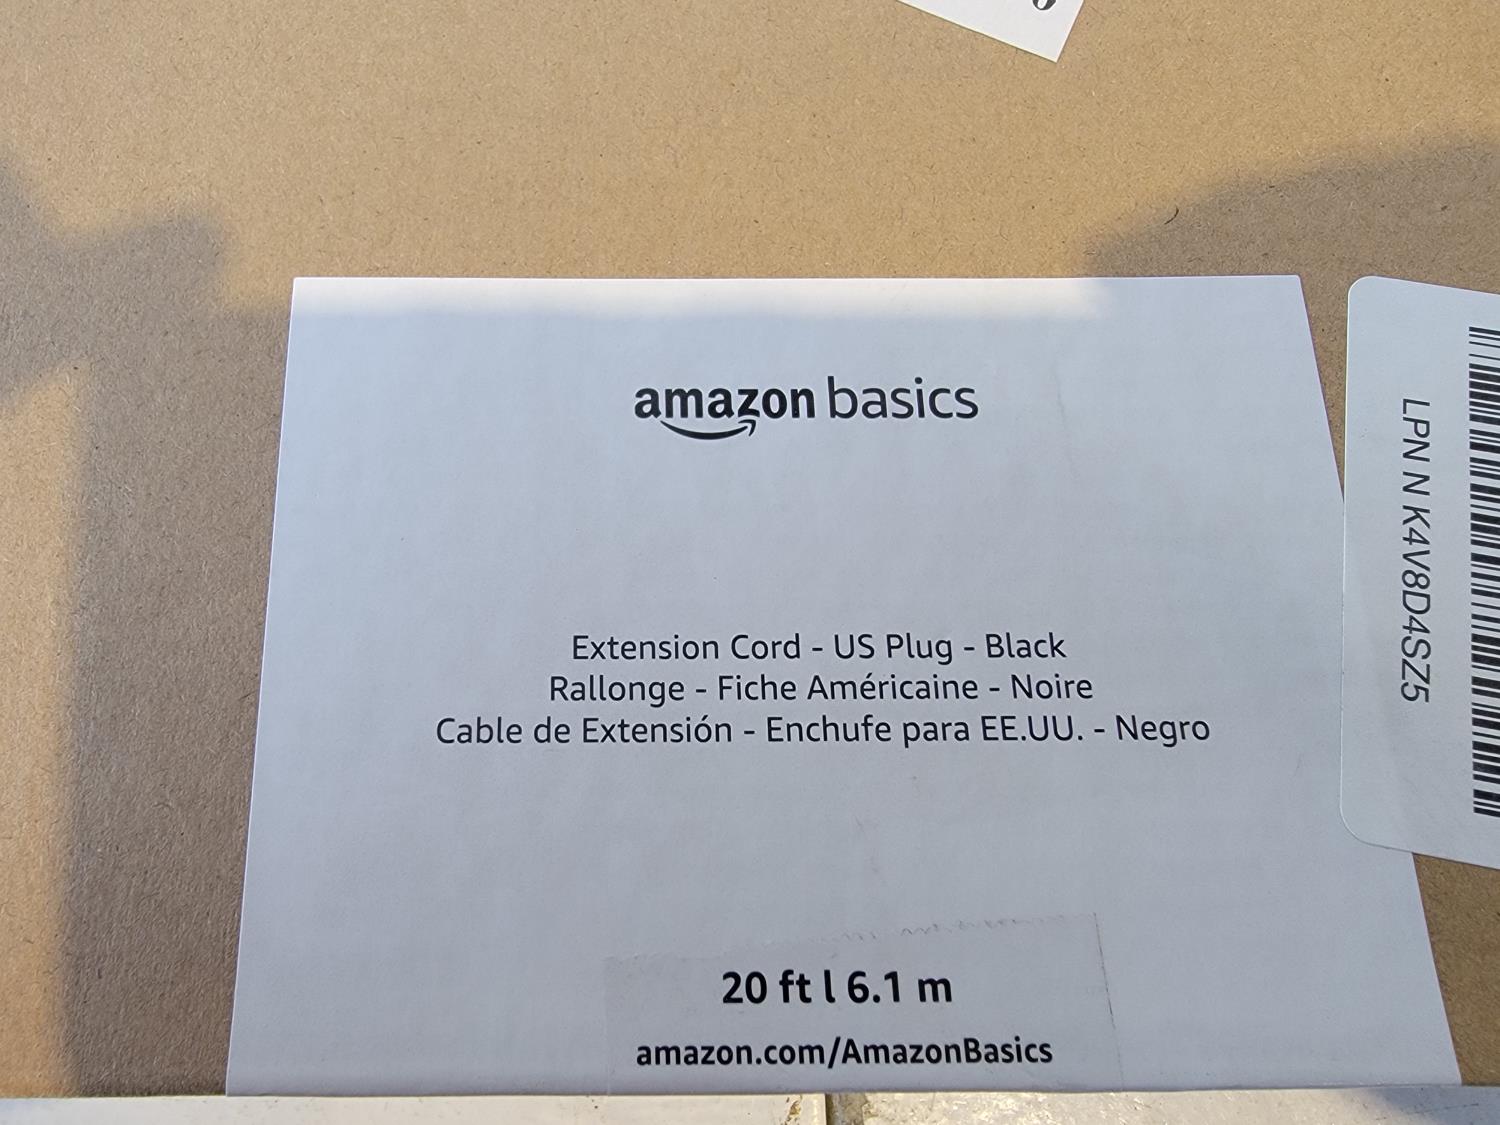 amazon basics
Extension Cord - US Plug - Black
Rallonge - Fiche Américaine - Noire
Cable de Extensión - Enchufe para EE.UU. - Negro
20 ft l 6.1 m
amazon.com/AmazonBasics
LPN N K4V8D4SZ5